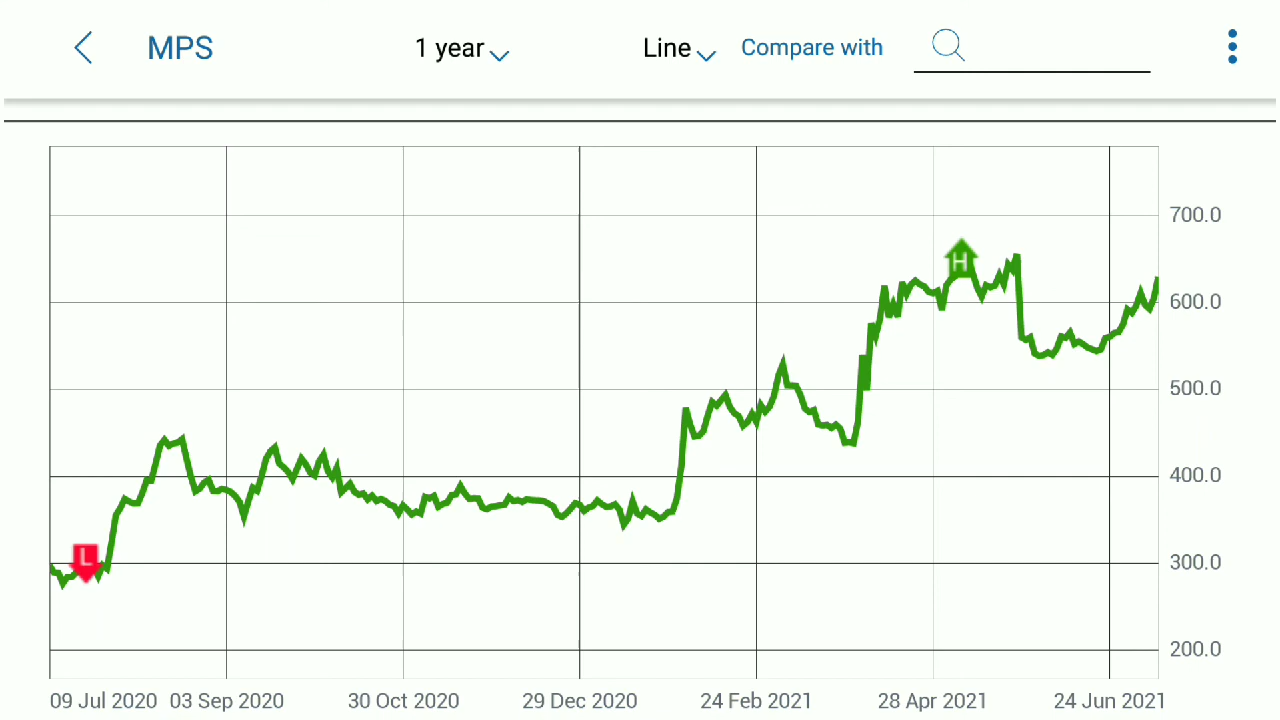 MPS 1 year Line Compare with
700.0
H
600.0
500.0
400.0
L
300.0
200.0
09 Jul 2020 03 Sep 2020 30 Oct 2020 29 Dec 2020 24 Feb 2021 28 Apr 2021 24 Jun 2021